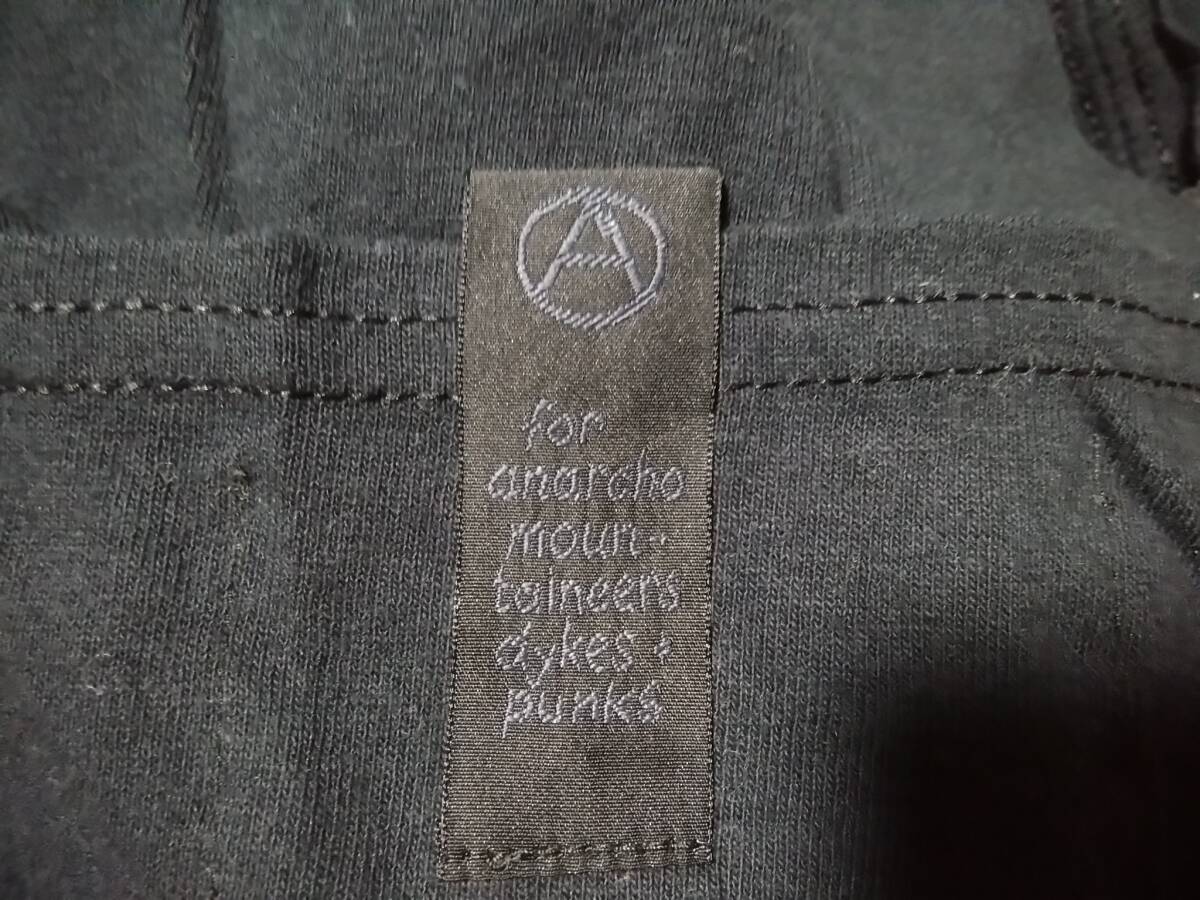 A
for
anarcho
moun-
taineers
dykes +
punks